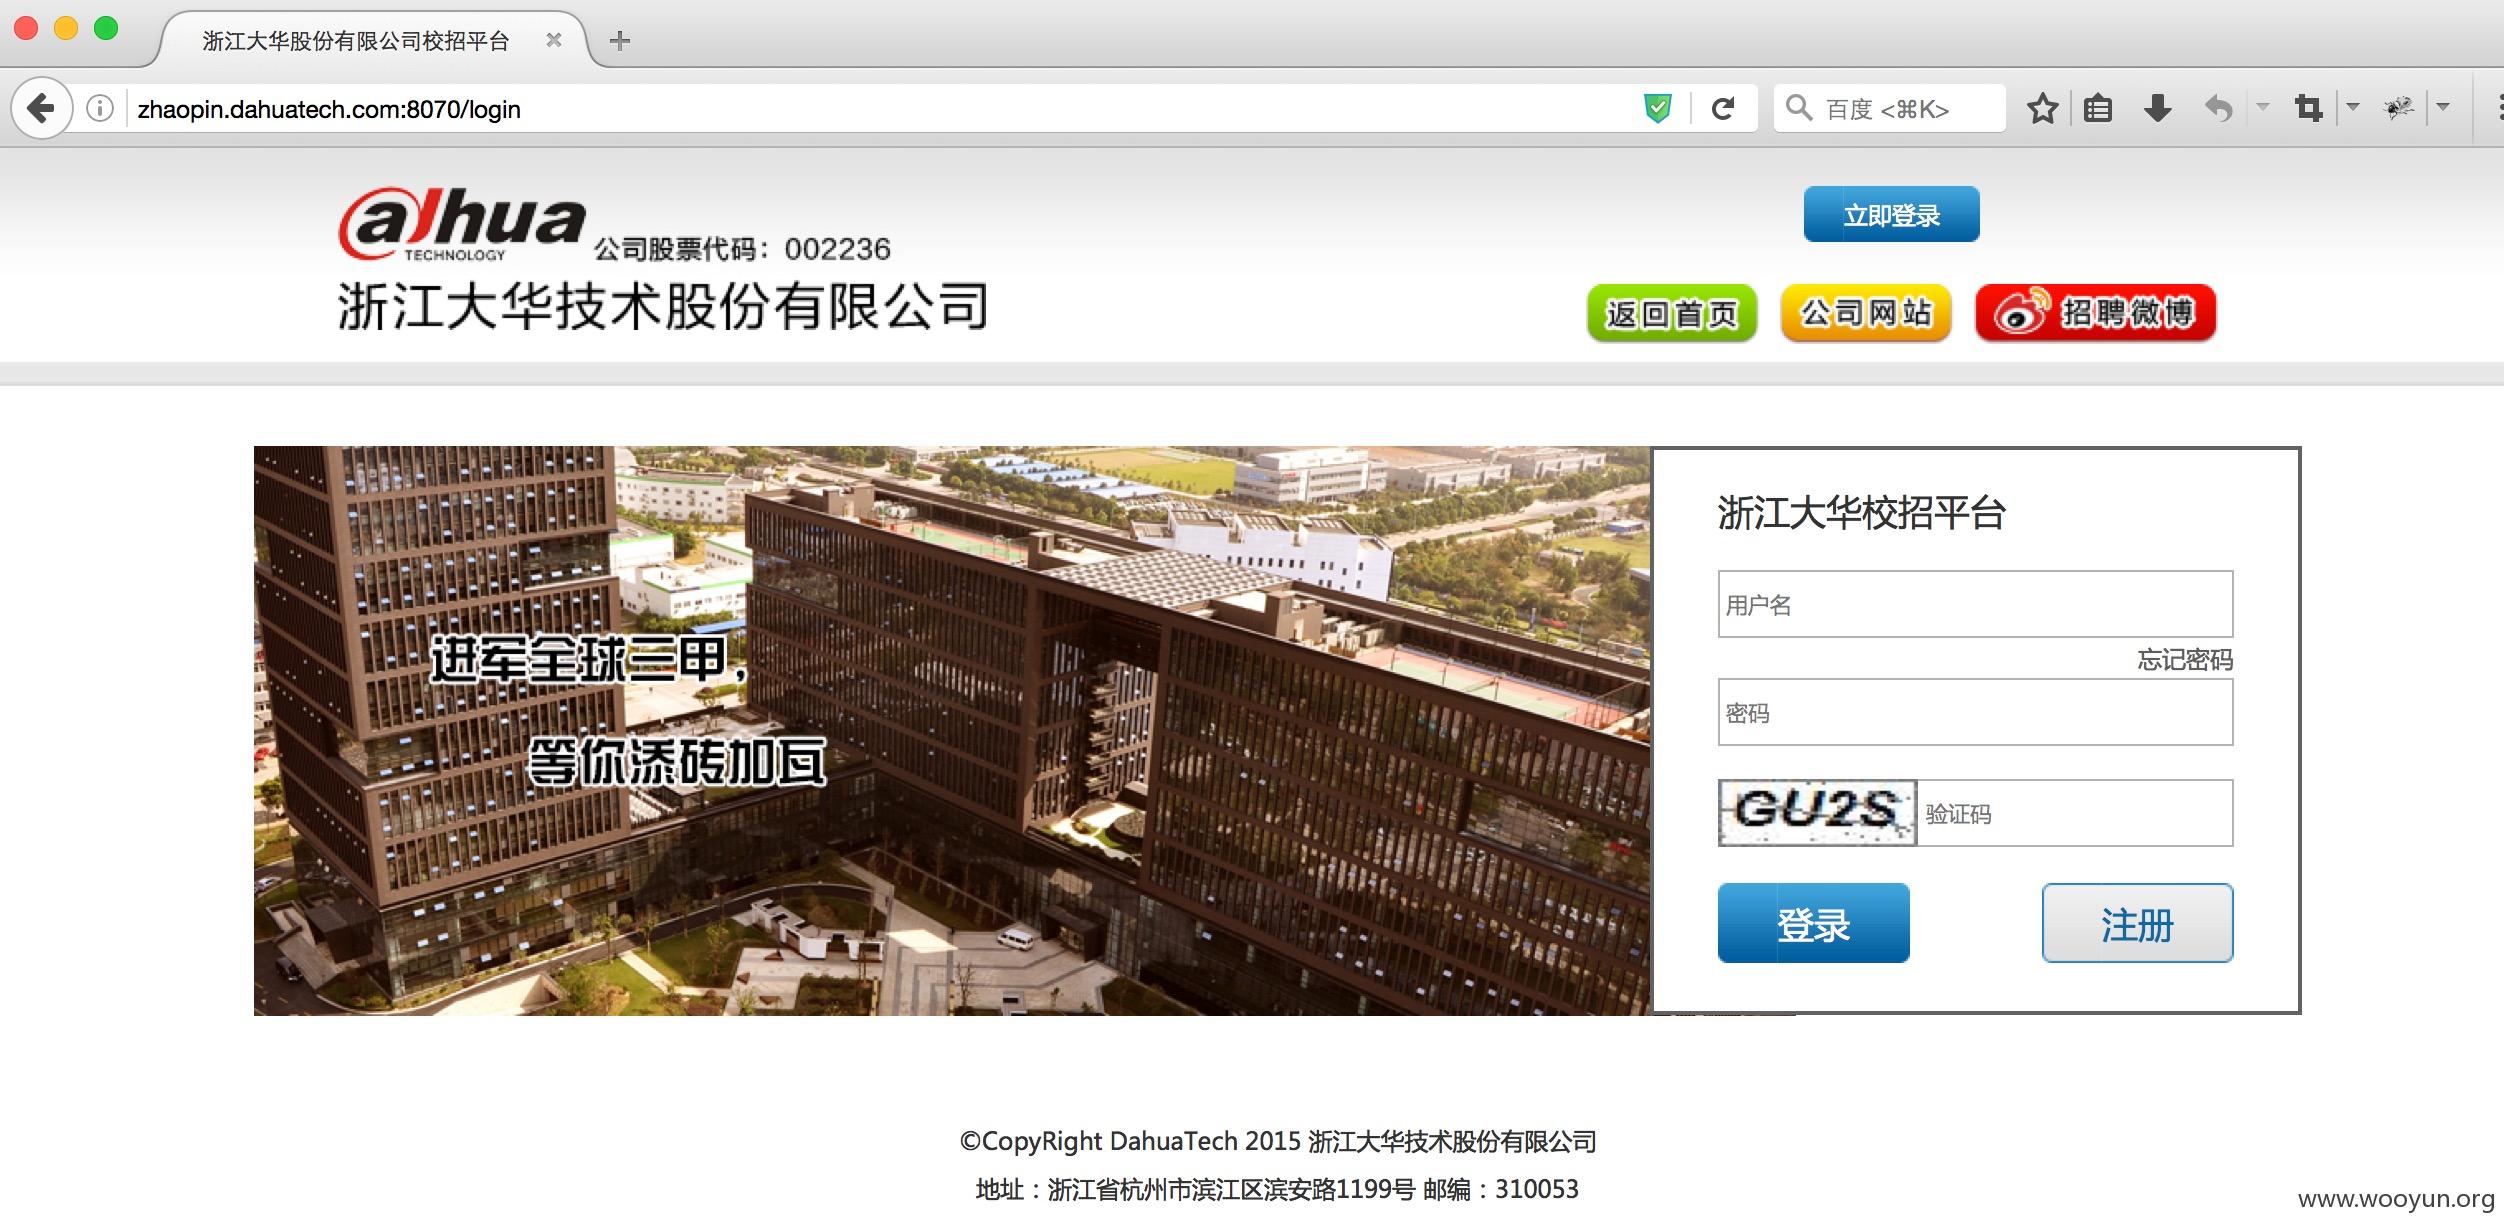 浙江大华股份有限公司校招平台
zhaopin.dahuatech.com:8070/login
百度 <⌘K>
alhua
TECHNOLOGY
公司股票代码：002236
浙江大华技术股份有限公司
立即登录
返回首页
公司网站
招聘微博
进军全球三甲，
等你添砖加瓦
浙江大华校招平台
用户名
忘记密码
密码
GU2S
验证码
登录
注册
©CopyRight DahuaTech 2015 浙江大华技术股份有限公司
地址：浙江省杭州市滨江区滨安路1199号 邮编：310053
www.wooyun.org